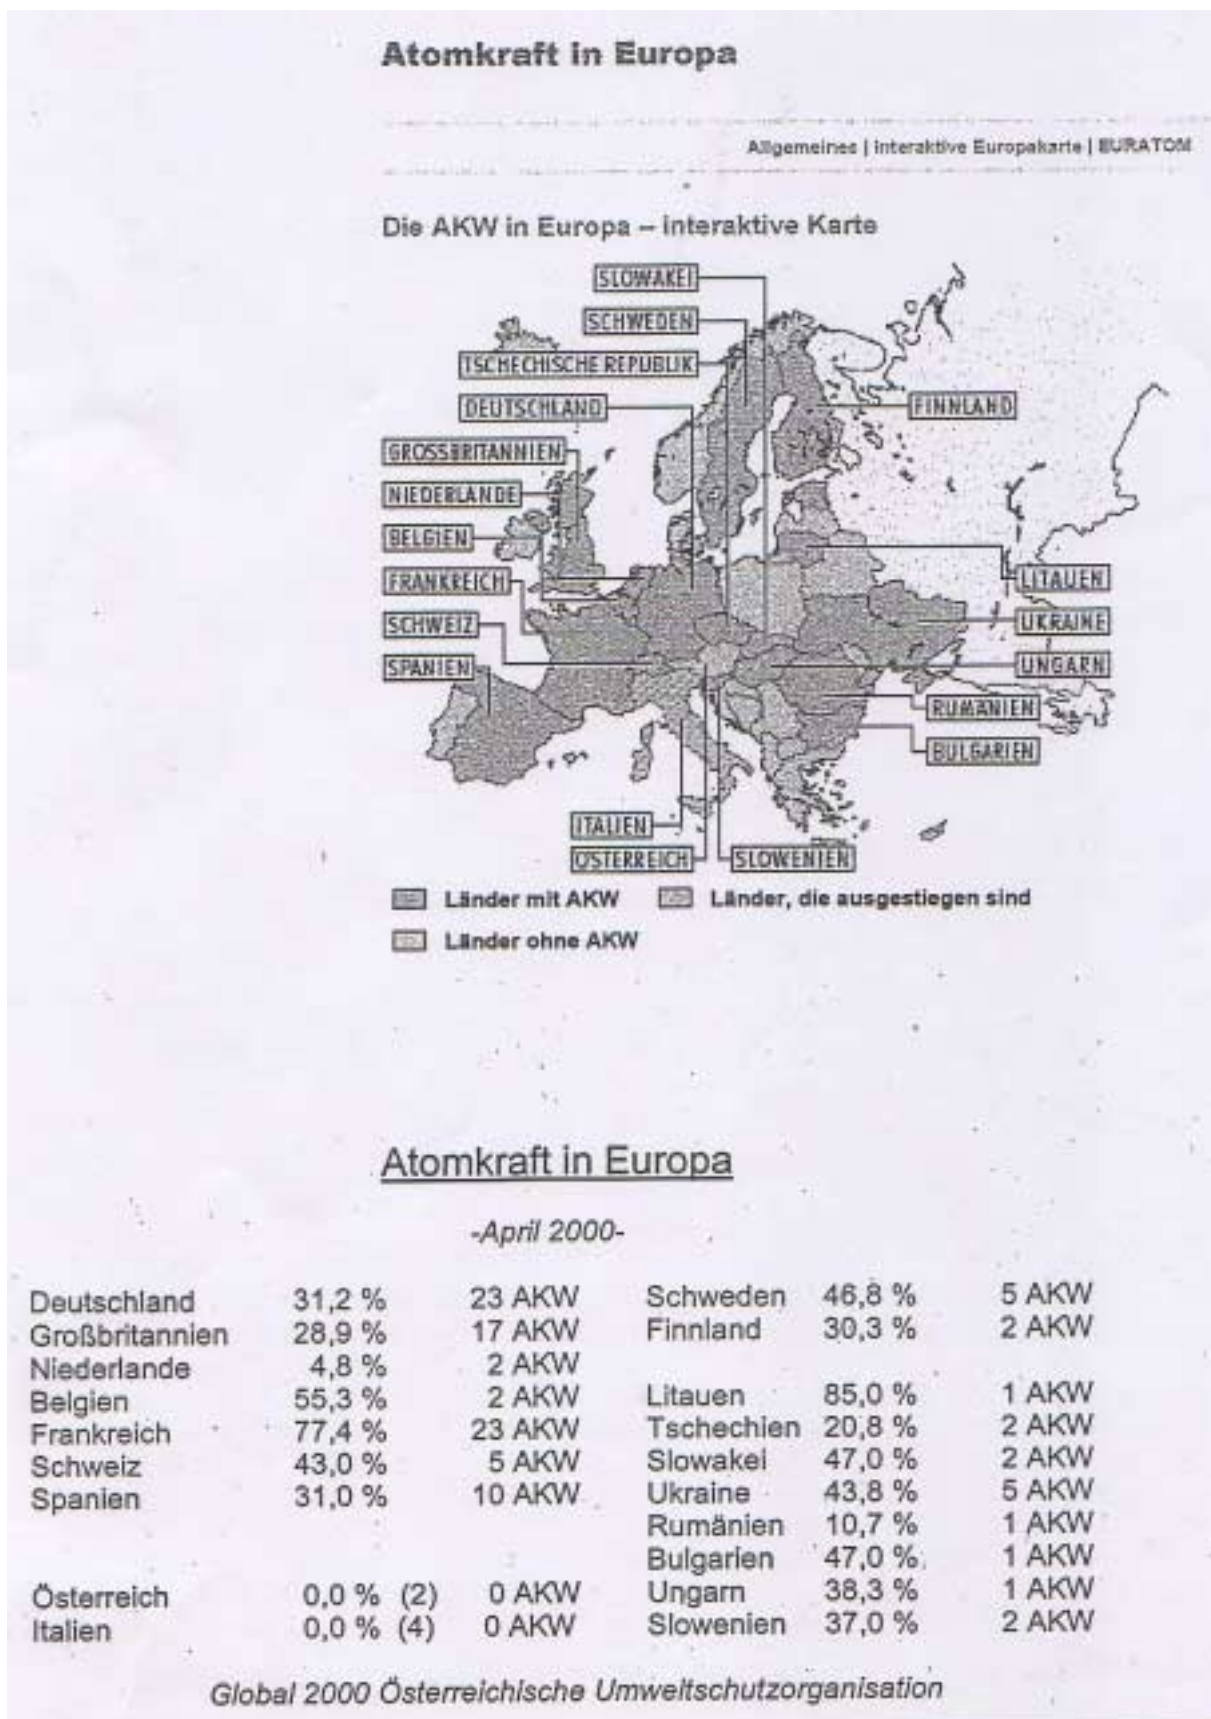 Atomkraft in Europa
Allgemeines | interaktive Europakarte | EURATOM
Die AKW in Europa – interaktive Karte
SLOWAKEI
SCHWEDEN
TSCHECHISCHE REPUBLIK
DEUTSCHLAND
FINNLAND
GROSSBRITANNIEN
NIEDERLANDE
BELGIEN
FRANKREICH
LITAUEN
SCHWEIZ
UKRAINE
SPANIEN
UNGARN
RUMÄNIEN
BULGARIEN
ITALIEN
ÖSTERREICH
SLOWENIEN
Länder mit AKW
Länder, die ausgestiegen sind
Länder ohne AKW
Atomkraft in Europa
-April 2000-
Deutschland 31,2 % 23 AKW
Großbritannien 28,9 % 17 AKW
Niederlande 4,8 % 2 AKW
Belgien 55,3 % 2 AKW
Frankreich 77,4 % 23 AKW
Schweiz 43,0 % 5 AKW
Spanien 31,0 % 10 AKW
Österreich 0,0 % (2) 0 AKW
Italien 0,0 % (4) 0 AKW
Schweden 46,8 % 5 AKW
Finnland 30,3 % 2 AKW
Litauen 85,0 % 1 AKW
Tschechien 20,8 % 2 AKW
Slowakei 47,0 % 2 AKW
Ukraine 43,8 % 5 AKW
Rumänien 10,7 % 1 AKW
Bulgarien 47,0 % 1 AKW
Ungarn 38,3 % 1 AKW
Slowenien 37,0 % 2 AKW
Global 2000 Österreichische Umweltschutzorganisation